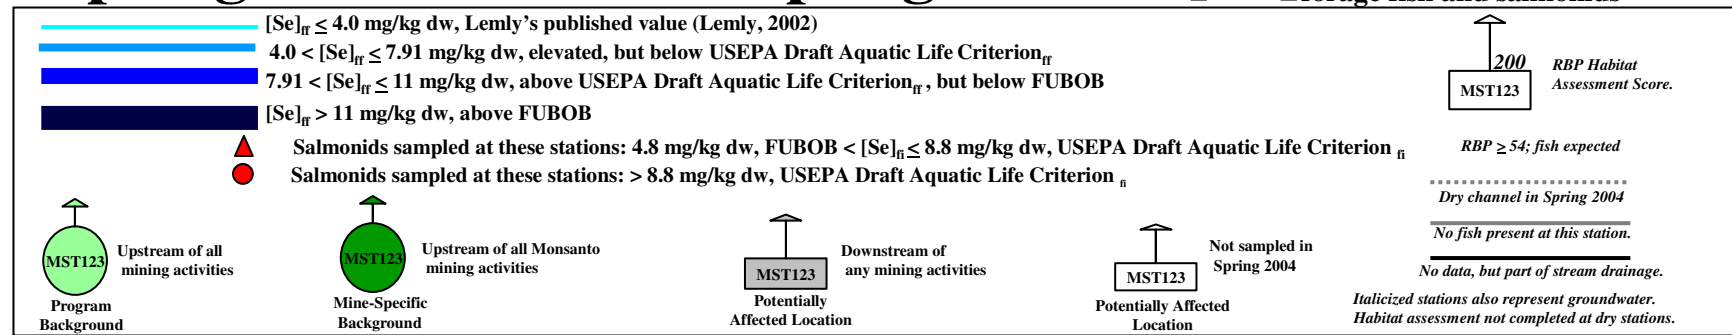 forage fish and salmonids
[Se]ff ≤ 4.0 mg/kg dw, Lemly's published value (Lemly, 2002)
4.0 < [Se]ff ≤ 7.91 mg/kg dw, elevated, but below USEPA Draft Aquatic Life Criterionff
7.91 < [Se]ff ≤ 11 mg/kg dw, above USEPA Draft Aquatic Life Criterionff , but below FUBOB
[Se]ff > 11 mg/kg dw, above FUBOB
Salmonids sampled at these stations: 4.8 mg/kg dw, FUBOB < [Se]fi ≤ 8.8 mg/kg dw, USEPA Draft Aquatic Life Criterion fi
Salmonids sampled at these stations: > 8.8 mg/kg dw, USEPA Draft Aquatic Life Criterion fi
200
MST123
RBP Habitat
Assessment Score.
RBP ≥ 54; fish expected
Dry channel in Spring 2004
No fish present at this station.
No data, but part of stream drainage.
Italicized stations also represent groundwater.
Habitat assessment not completed at dry stations.
MST123
Upstream of all
mining activities
Program
Background
MST123
Upstream of all Monsanto
mining activities
Mine-Specific
Background
MST123
Downstream of
any mining activities
Potentially
Affected Location
MST123
Not sampled in
Spring 2004
Potentially Affected
Location